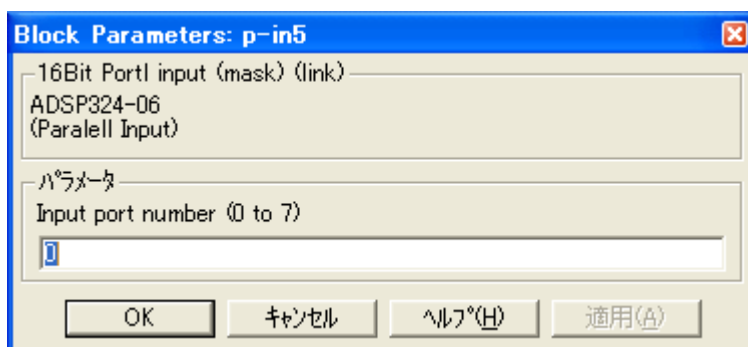 Block Parameters: p-in5
16Bit PortI input (mask) (link)
ADSP324-06
(Paralell Input)
パラメータ
Input port number (0 to 7)
0
OK
キャンセル
ヘルプ(H)
適用(A)